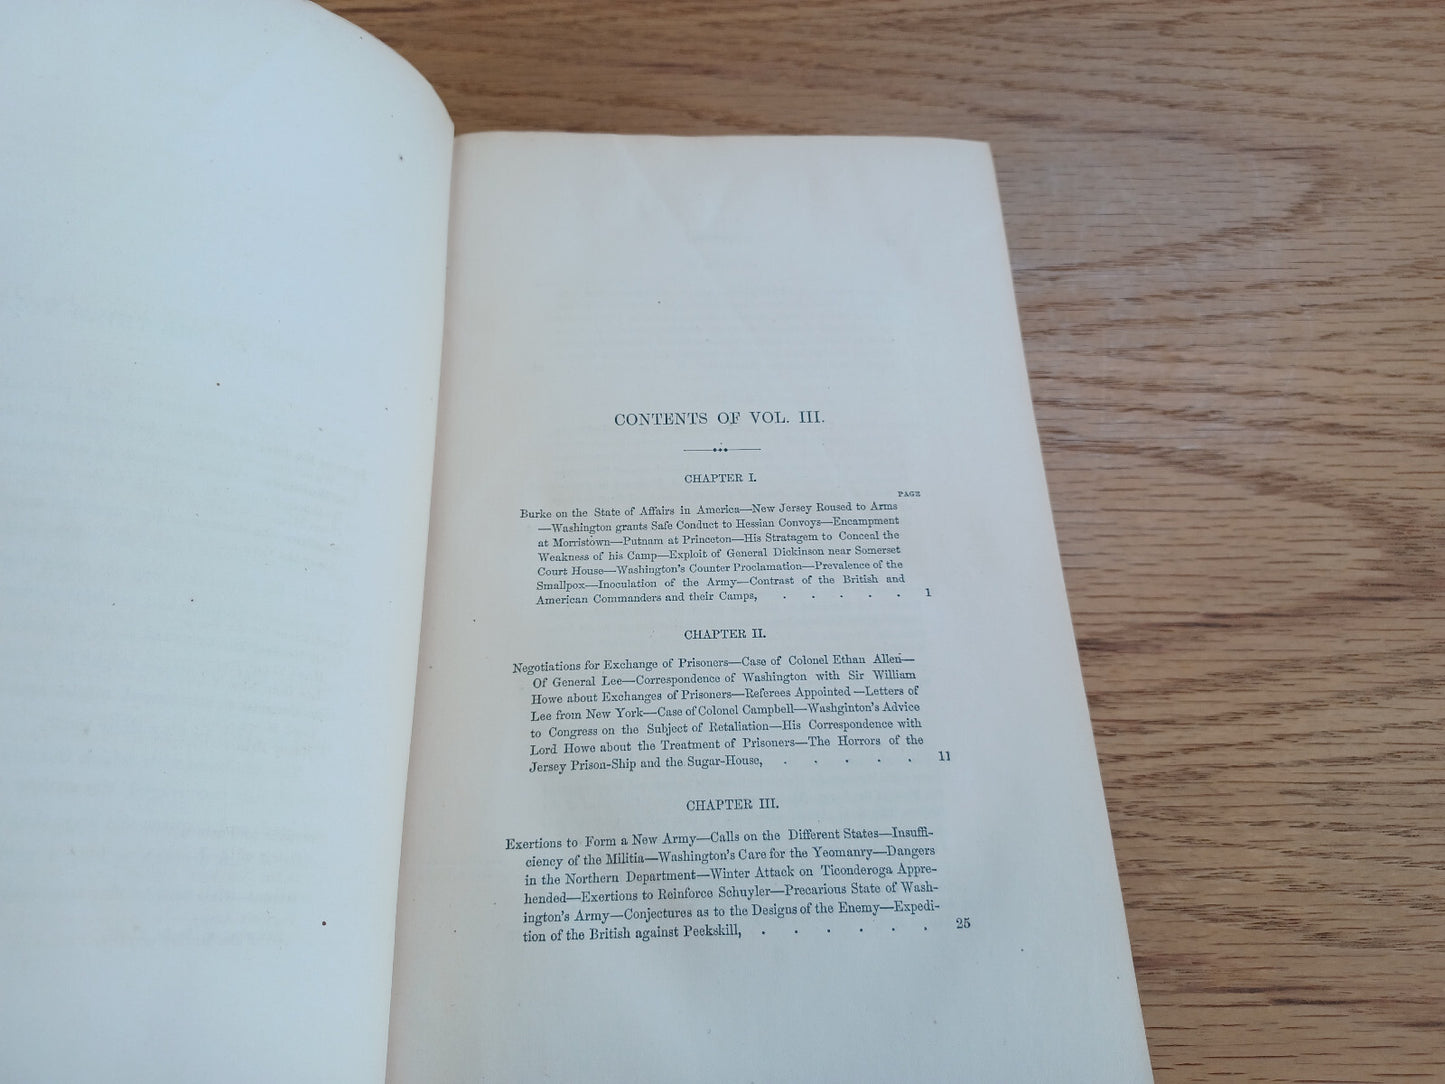 CONTENTS OF VOL. III.
CHAPTER I.
PAGE
Burke on the State of Affairs in America—New Jersey Roused to Arms
—Washington grants Safe Conduct to Hessian Convoys—Encampment
at Morristown—Putnam at Princeton—His Stratagem to Conceal the
Weakness of his Camp—Exploit of General Dickinson near Somerset
Court House—Washington's Counter Proclamation—Prevalence of the
Smallpox—Inoculation of the Army—Contrast of the British and
American Commanders and their Camps, . . . . . 1
CHAPTER II.
Negotiations for Exchange of Prisoners—Case of Colonel Ethan Allen—
Of General Lee—Correspondence of Washington with Sir William
Howe about Exchanges of Prisoners—Referees Appointed—Letters of
Lee from New York—Case of Colonel Campbell—Washginton's Advice
to Congress on the Subject of Retaliation—His Correspondence with
Lord Howe about the Treatment of Prisoners—The Horrors of the
Jersey Prison-Ship and the Sugar-House, . . . . . 11
CHAPTER III.
Exertions to Form a New Army—Calls on the Different States—Insuffi-
ciency of the Militia—Washington's Care for the Yeomanry—Dangers
in the Northern Department—Winter Attack on Ticonderoga Appre-
hended—Exertions to Reinforce Schuyler—Precarious State of Wash-
ington's Army—Conjectures as to the Designs of the Enemy—Expedi-
tion of the British against Peekskill, . . . . . . 25